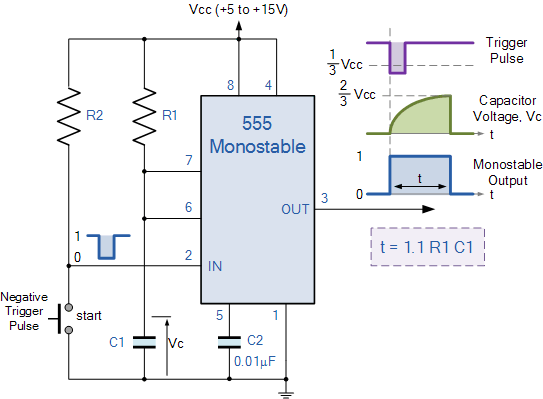 Vcc (+5 to +15V)
8
4
R2
R1
555
Monostable
7
6
OUT
3
1
0
2
IN
Negative
Trigger
Pulse
start
C1
Vc
5
1
C2
0.01µF
Trigger
Pulse
1/3 Vcc
2/3 Vcc
Capacitor
Voltage, Vc
t
1
Monostable
Output
t
0
t
t = 1.1 R1 C1